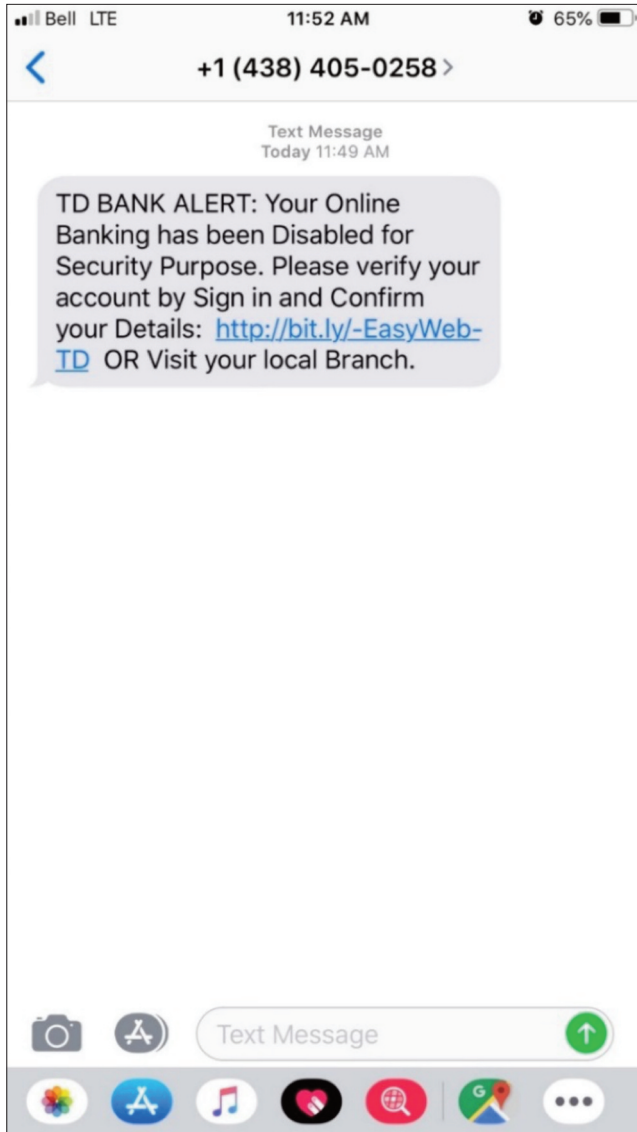 Bell LTE 11:52 AM 65%
+1 (438) 405-0258 >
Text Message
Today 11:49 AM
TD BANK ALERT: Your Online
Banking has been Disabled for
Security Purpose. Please verify your
account by Sign in and Confirm
your Details: http://bit.ly/-EasyWeb-
TD OR Visit your local Branch.
Text Message
G